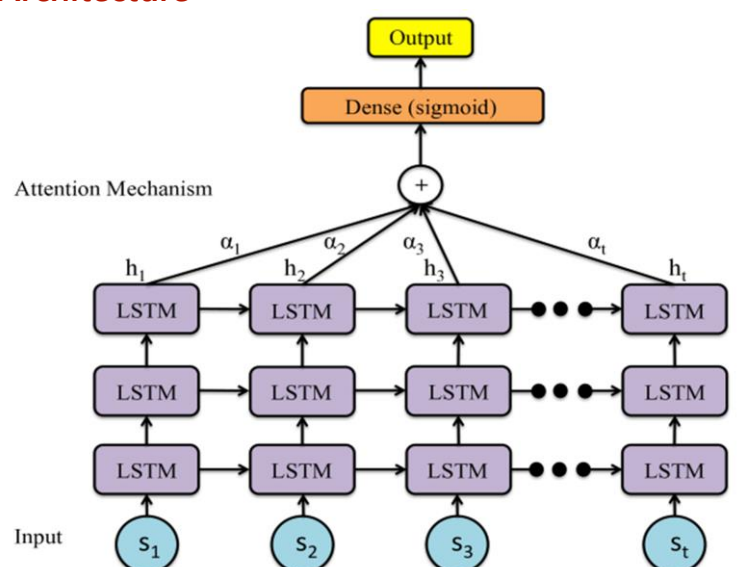 Architecture
Output
Dense (sigmoid)
+
Attention Mechanism
α1 α2 α3 αt
h1 h2 h3 ht
LSTM LSTM LSTM LSTM
LSTM LSTM LSTM LSTM
LSTM LSTM LSTM LSTM
Input S1 S2 S3 St